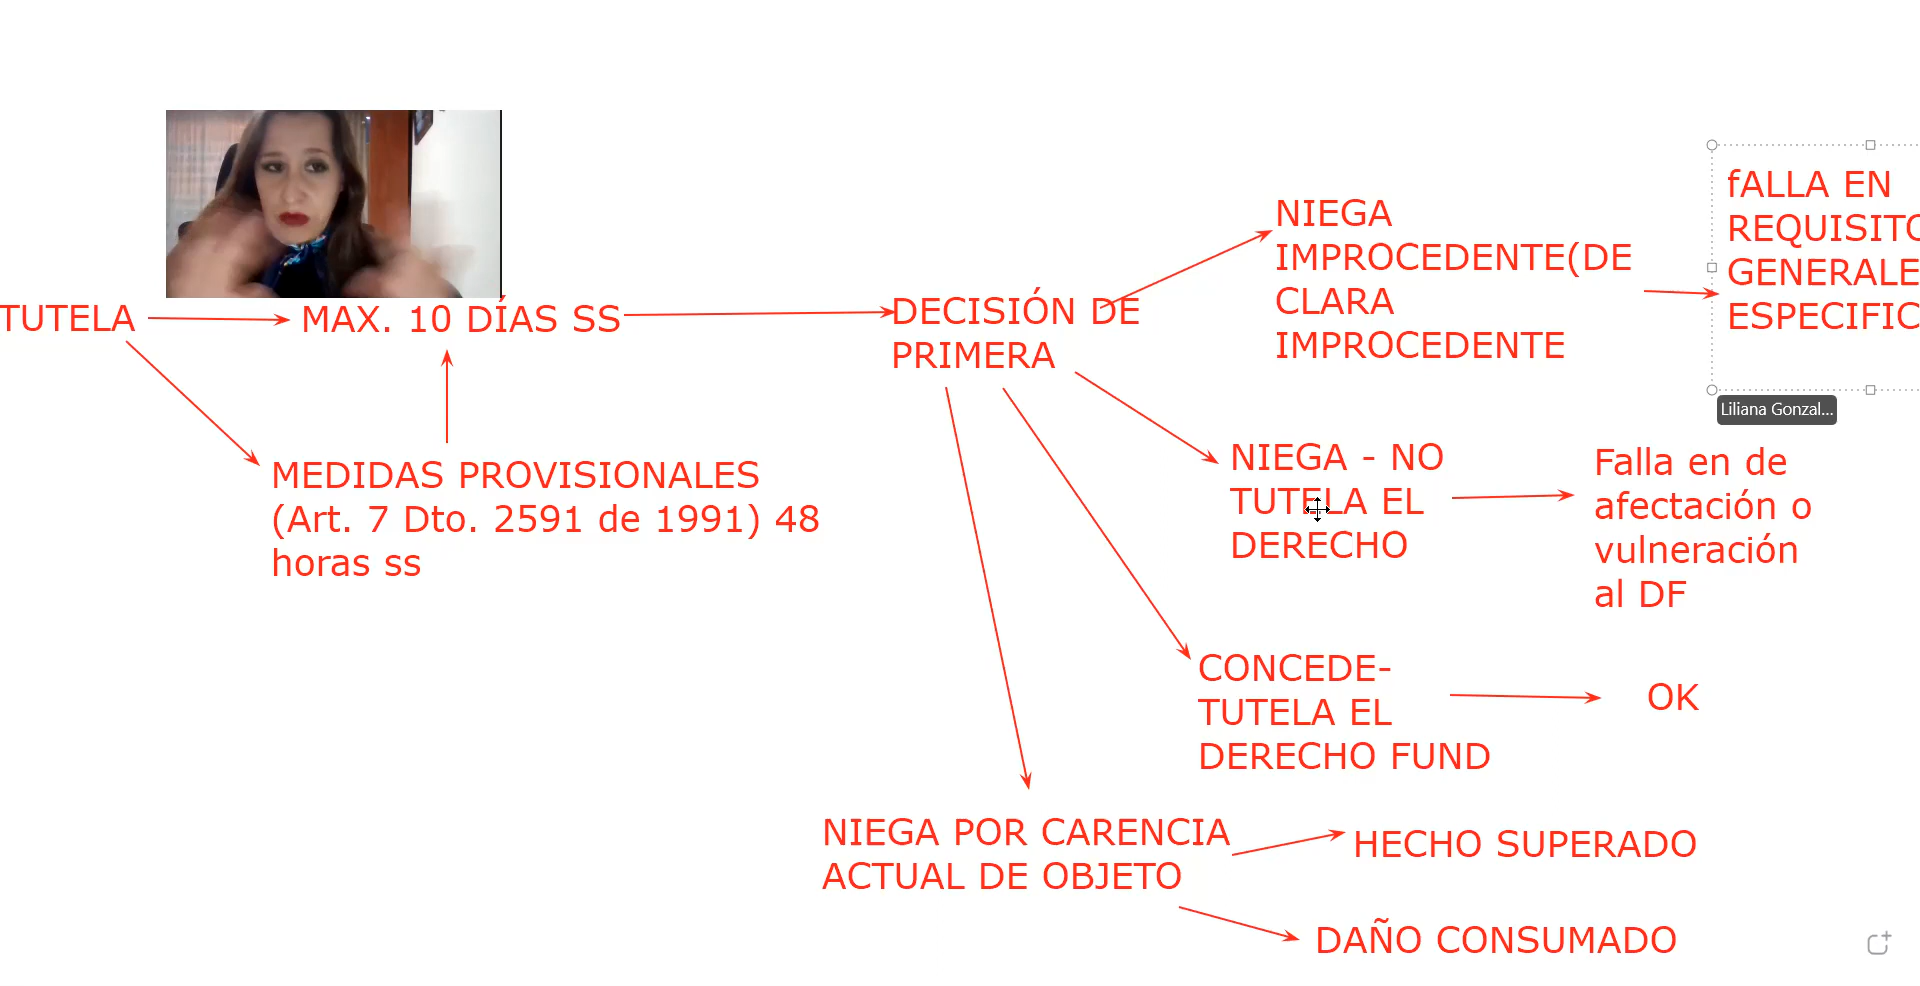 TUTELA
MAX. 10 DÍAS SS
MEDIDAS PROVISIONALES
(Art. 7 Dto. 2591 de 1991) 48
horas ss
DECISIÓN DE
PRIMERA
NIEGA
IMPROCEDENTE(DE
CLARA
IMPROCEDENTE
fALLA EN
REQUISITO
GENERALE
ESPECIFIC
Liliana Gonzal...
NIEGA - NO
TUTELA EL
DERECHO
Falla en de
afectación o
vulneración
al DF
CONCEDE-
TUTELA EL
DERECHO FUND
OK
NIEGA POR CARENCIA
ACTUAL DE OBJETO
HECHO SUPERADO
DAÑO CONSUMADO